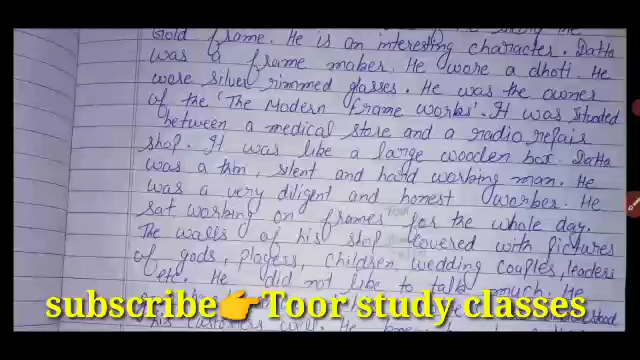 Gold frame. He is an interesting character. Datta
was a frame maker. He wore a dhoti. He
wore silver rimmed glasses. He was the owner
of the 'The Modern frame works'. It was situated
between a medical store and a radio repair
shop. It was like a large wooden box. Datta
was a thin, silent and hard working man. He
was a very diligent and honest worker. He
sat working on frames for the whole day.
The walls of his shop covered with pictures
of gods, players, children, wedding couples, leaders
etc. He did not like to talk much. He
subscribe👉Toor study classes
his customers well. He